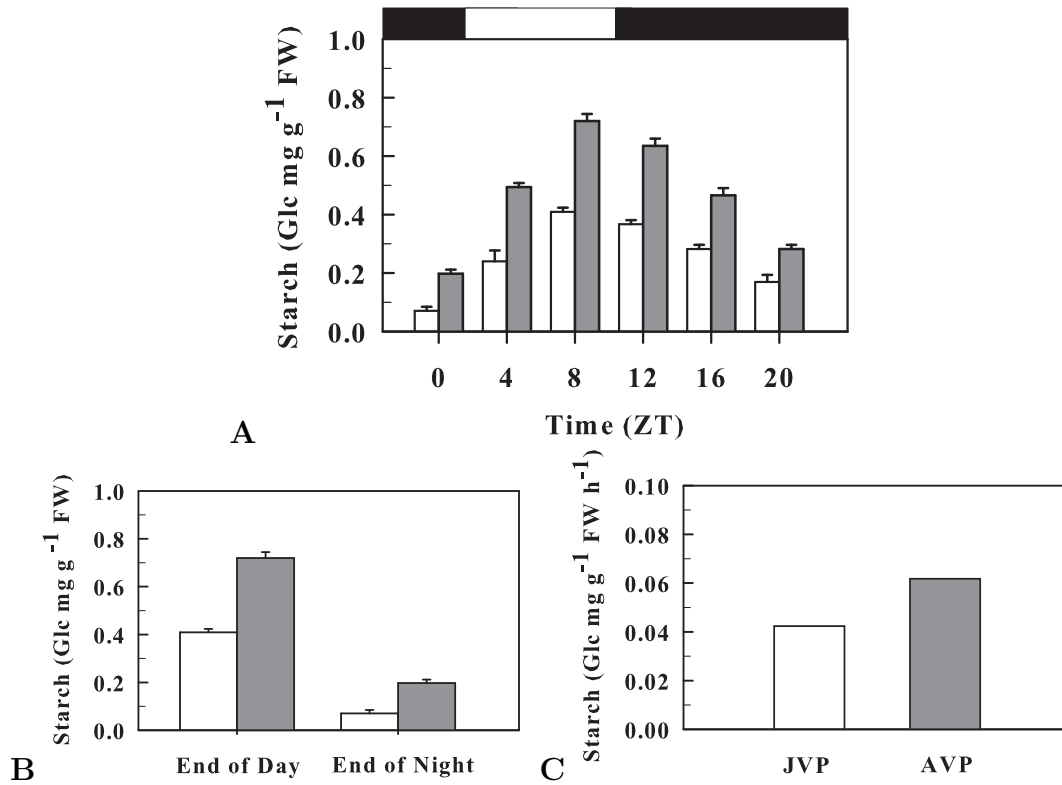 1.0
0.8
0.6
0.4
0.2
0.0
Starch (Glc mg g-1 FW)
0 4 8 12 16 20
Time (ZT)
A
1.0
0.8
0.6
0.4
0.2
0.0
Starch (Glc mg g-1 FW)
End of Day End of Night
B
0.10
0.08
0.06
0.04
0.02
0.00
Starch (Glc mg g-1 FW h-1)
JVP AVP
C